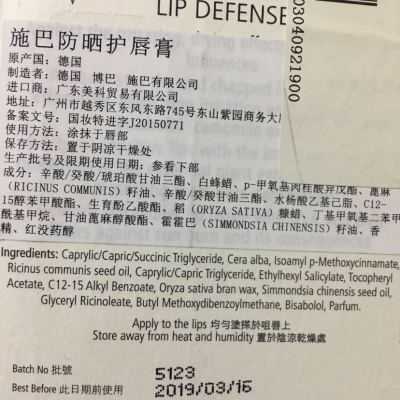 LIP DEFENSE
03040921900
施巴防晒护唇膏
原产国：德国
制造者：德国 博巴 施巴有限公司
进口商：广东美科贸易有限公司
地址：广州市越秀区东风东路745号东山紫园商务大
备案文号：国妆特进字J20150771
使用方法：涂抹于唇部
保存方法：置于阴凉干燥处
生产批号及限期使用日期：参看下部
成分：辛酸/癸酸/琥珀酸甘油三酯、白蜂蜡、p-甲氧基肉桂酸异戊酯、蓖麻
(RICINUS COMMUNIS) 籽油、辛酸/癸酸甘油三酯、水杨酸乙基己酯、C12-
15醇苯甲酸酯、生育酚乙酸酯、稻 (ORYZA SATIVA) 糠蜡、丁基甲氧基二苯甲
酰基甲烷、甘油蓖麻醇酸酯、霍霍巴 (SIMMONDSIA CHINENSIS) 籽油、香
精、红没药醇
Ingredients: Caprylic/Capric/Succinic Triglyceride, Cera alba, Isoamyl p-Methoxycinnamate,
Ricinus communis seed oil, Caprylic/Capric Triglyceride, Ethylhexyl Salicylate, Tocopheryl
Acetate, C12-15 Alkyl Benzoate, Oryza sativa bran wax, Simmondsia chinensis seed oil,
Glyceryl Ricinoleate, Butyl Methoxydibenzoylmethane, Bisabolol, Parfum.
Apply to the lips 均勻塗搽於咀唇上
Store away from heat and humidity 置於陰涼乾燥處
Batch No 批號 5123
Best Before 此日期前使用 2019/03/15